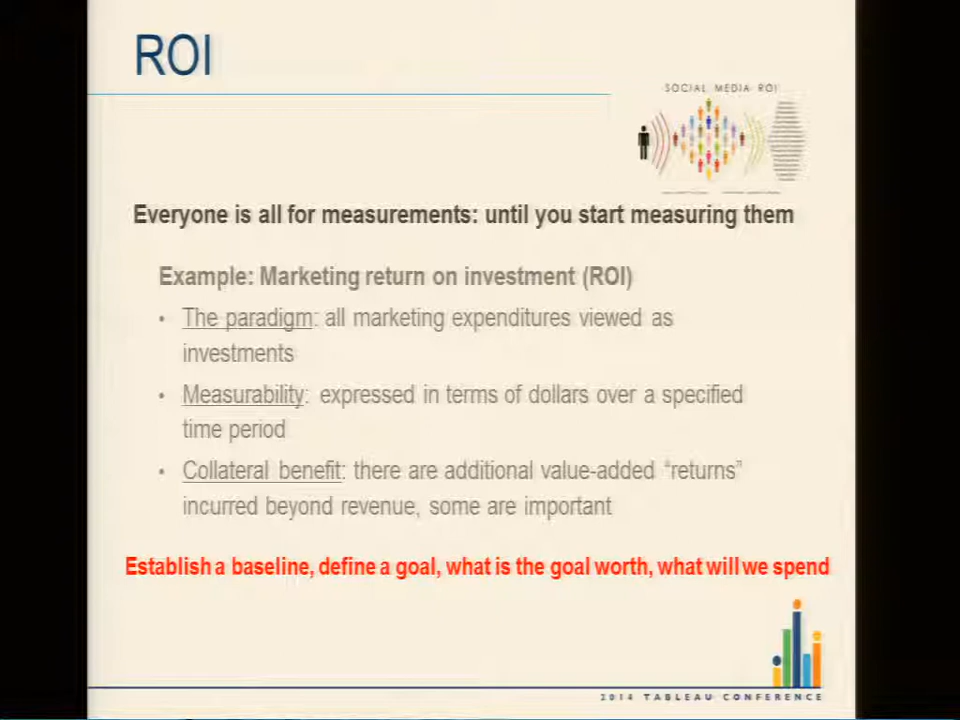 ROI
SOCIAL MEDIA ROI
Everyone is all for measurements: until you start measuring them
Example: Marketing return on investment (ROI)
• The paradigm: all marketing expenditures viewed as
investments
• Measurability: expressed in terms of dollars over a specified
time period
• Collateral benefit: there are additional value-added “returns”
incurred beyond revenue, some are important
Establish a baseline, define a goal, what is the goal worth, what will we spend
2014 TABLEAU CONFERENCE